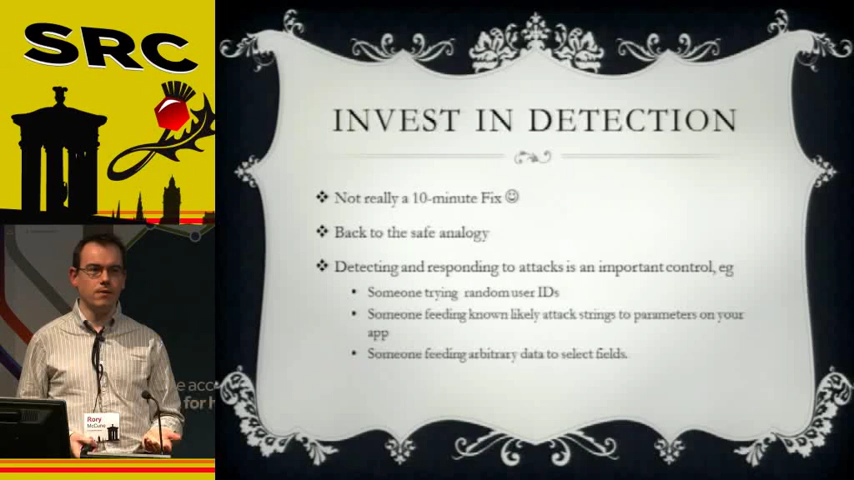 SRC
INVEST IN DETECTION
Not really a 10-minute Fix ☺
Back to the safe analogy
Detecting and responding to attacks is an important control, eg
Someone trying random user IDs
Someone feeding known likely attack strings to parameters on your
app
Someone feeding arbitrary data to select fields.
e acc
for h
Rory
McCune